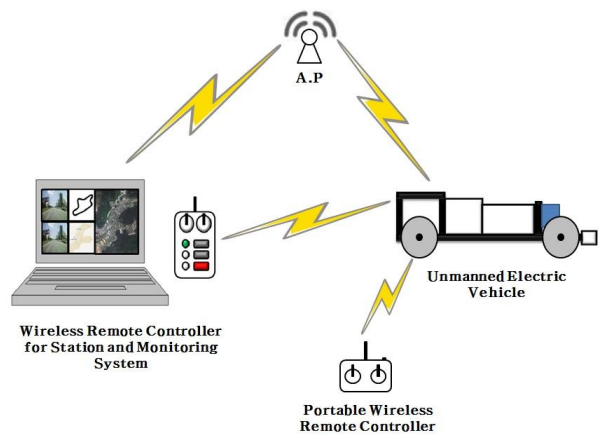 A.P
Unmanned Electric
Vehicle
Wireless Remote Controller
for Station and Monitoring
System
Portable Wireless
Remote Controller